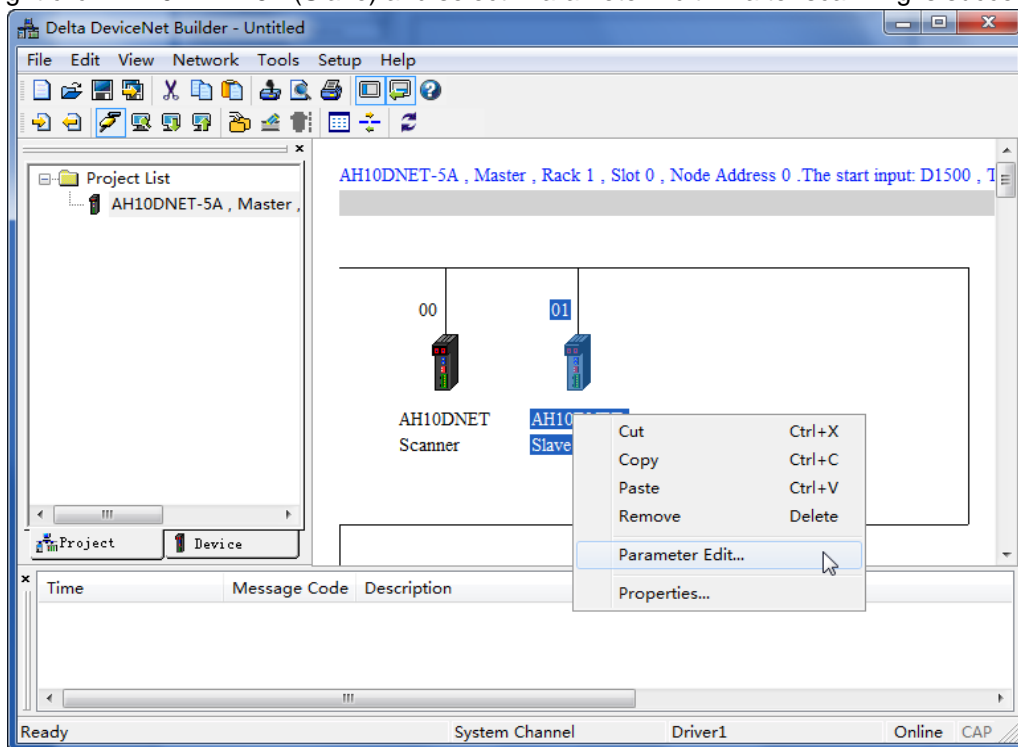 Delta DeviceNet Builder - Untitled
File Edit View Network Tools Setup Help
Project List
AH10DNET-5A , Master ,
AH10DNET-5A , Master , Rack 1 , Slot 0 , Node Address 0 .The start input: D1500 , T
00
01
AH10DNET
Scanner
AH10
Slave
Cut Ctrl+X
Copy Ctrl+C
Paste Ctrl+V
Remove Delete
Parameter Edit...
Properties...
Project
Device
Time Message Code Description
Ready System Channel Driver1 Online CAP